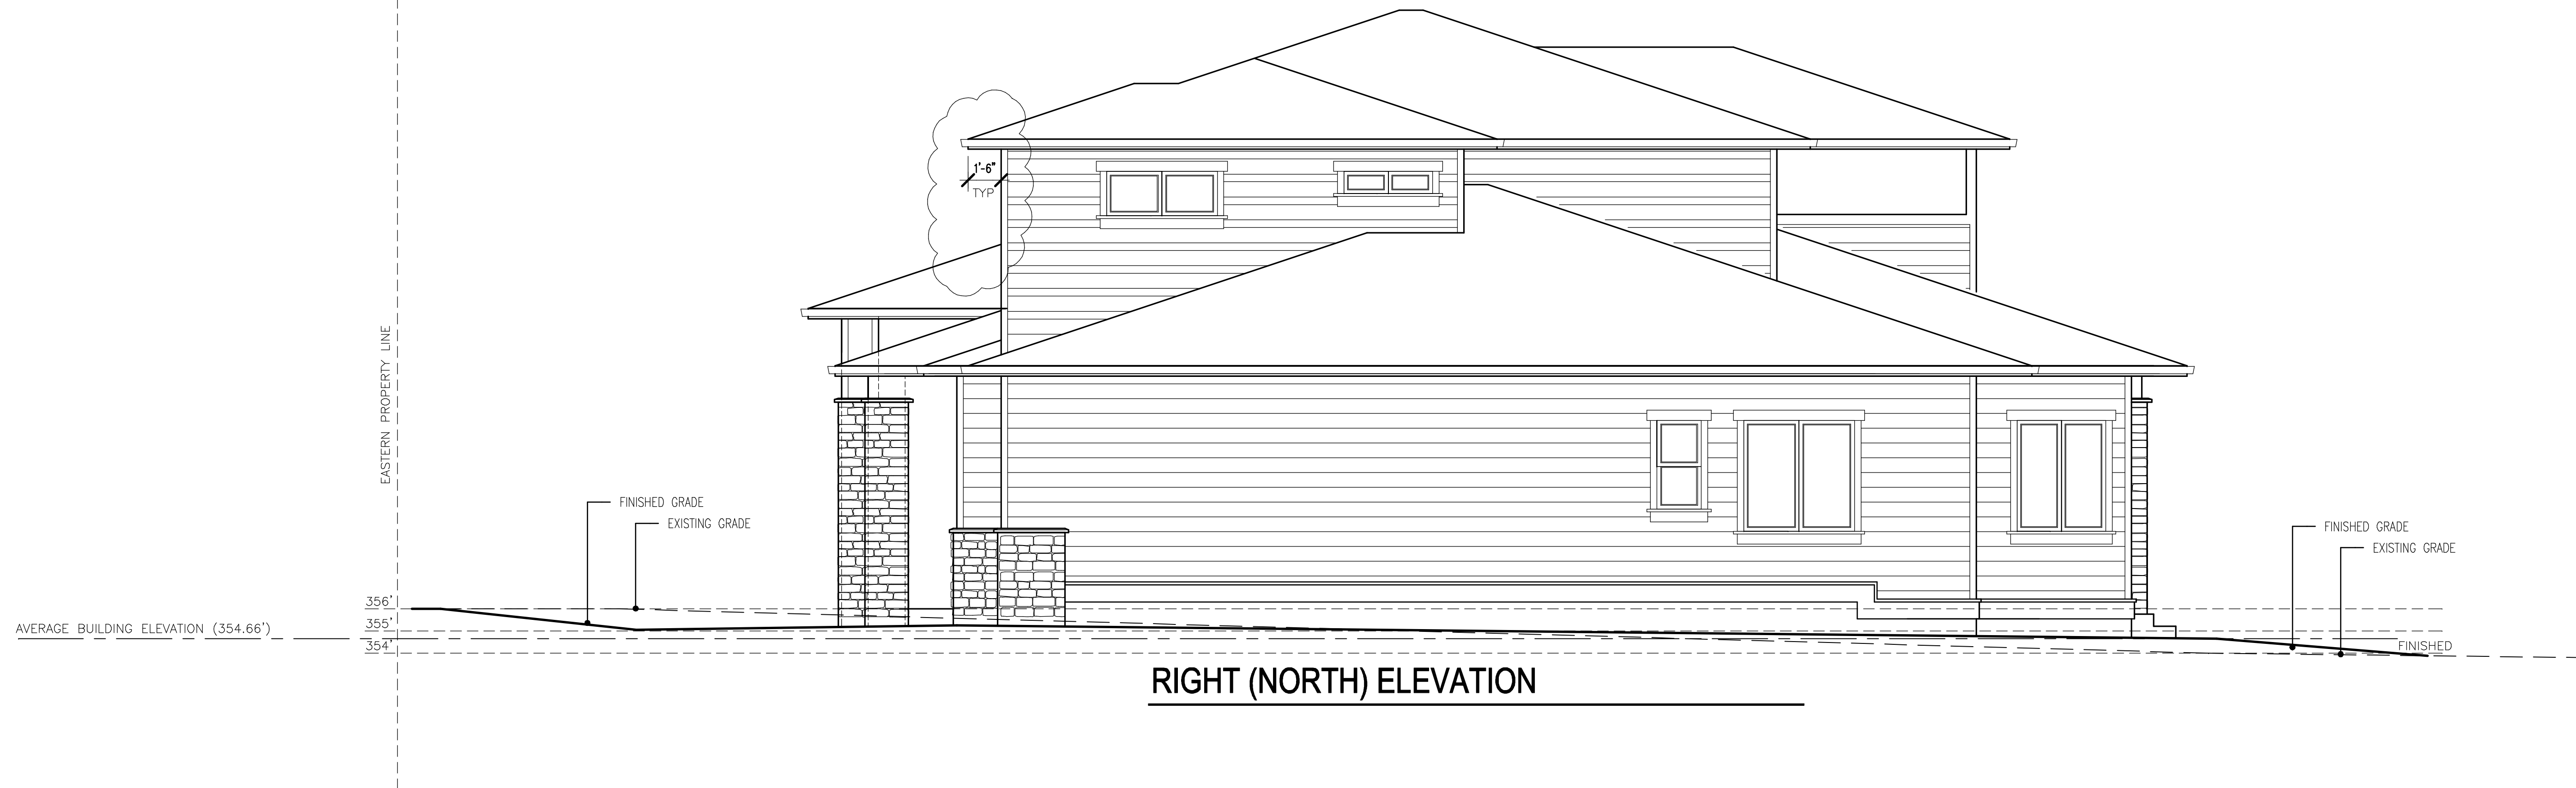 1'-6"
TYP
EASTERN PROPERTY LINE
FINISHED GRADE
EXISTING GRADE
FINISHED GRADE
EXISTING GRADE
356'
355'
AVERAGE BUILDING ELEVATION (354.66')
354'
FINISHED
RIGHT (NORTH) ELEVATION